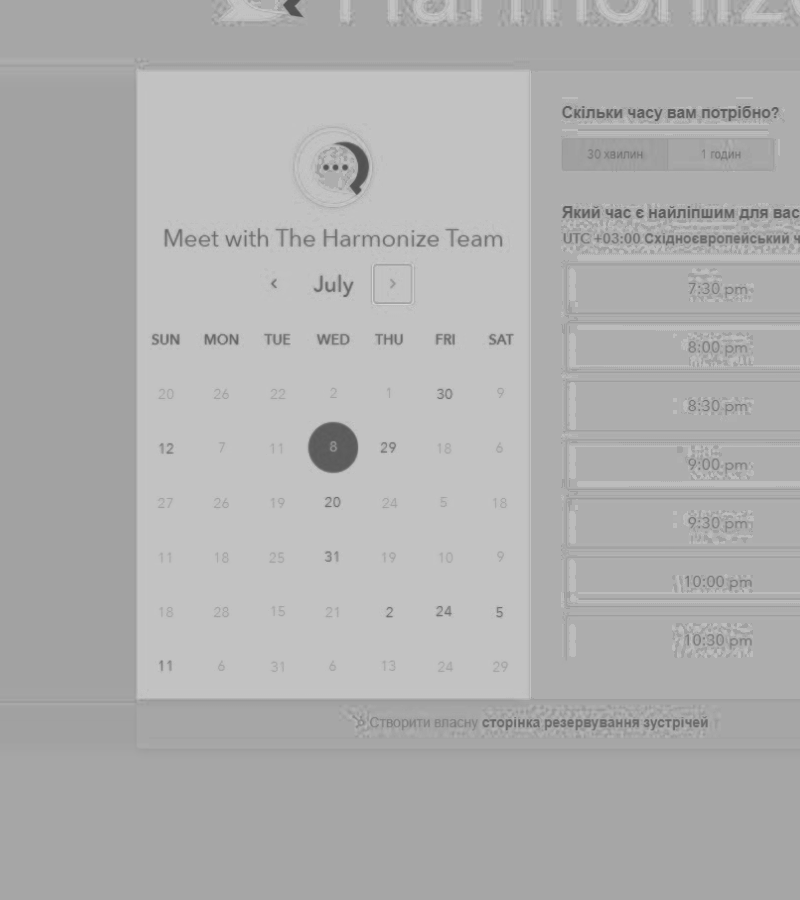 Harmonize
Meet with The Harmonize Team
July
SUN MON TUE WED THU FRI SAT
20 26 22 2 1 30 9
12 7 11 8 29 18 6
27 26 19 20 24 5 18
11 18 25 31 19 10 9
18 28 15 21 2 24 5
11 6 31 6 13 24 29
Скільки часу вам потрібно?
30 хвилин 1 годин
Який час є найліпшим для вас
UTC +03:00 Східноєвропейський ч
7:30 pm
8:00 pm
8:30 pm
9:00 pm
9:30 pm
10:00 pm
10:30 pm
Створити власну сторінка резервування зустрічей